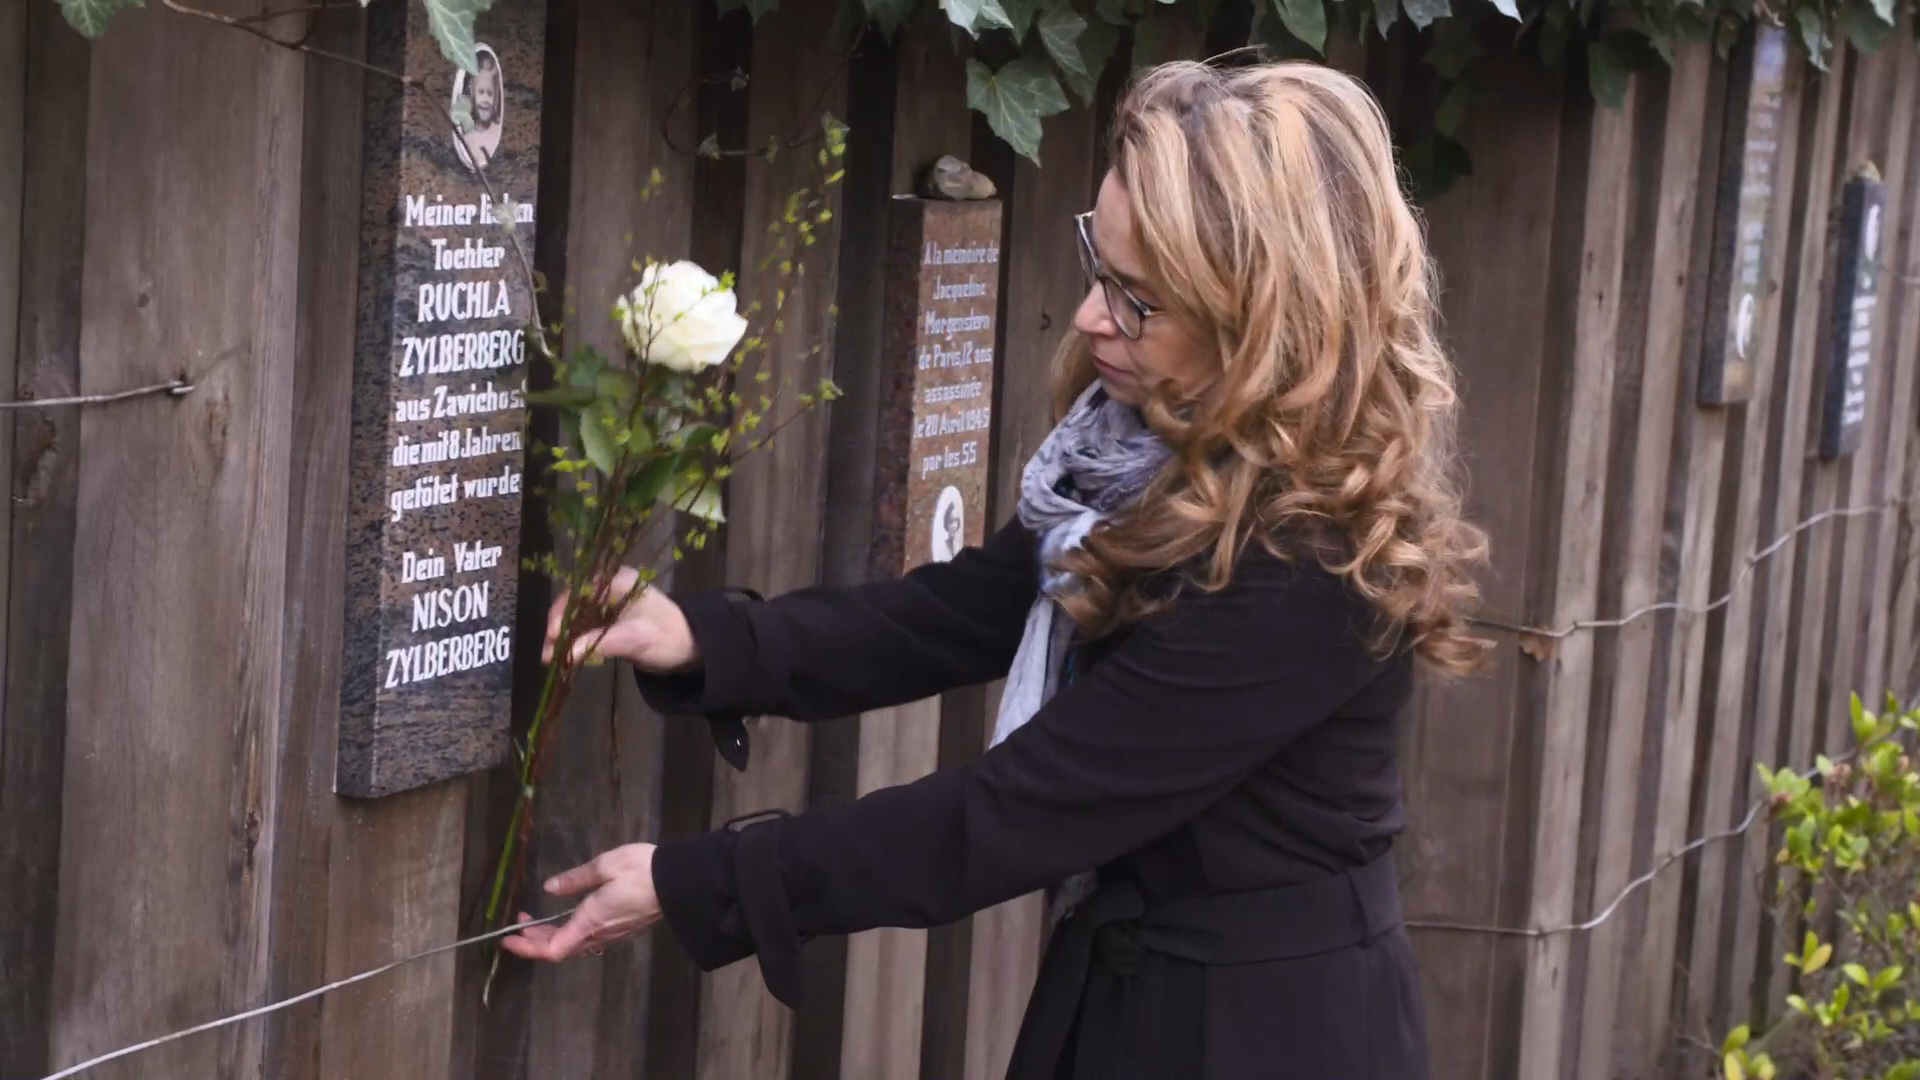 Meiner lieben
Tochter
RUCHLA
ZYLBERBERG
aus Zawichost
die mit 8 Jahren
getötet wurde
Dein Vater
NISON
ZYLBERBERG
A la mémoire de
Jacqueline
Morgenstern
de Paris, 12 ans
assassinée
le 20 Avril 1945
par les SS